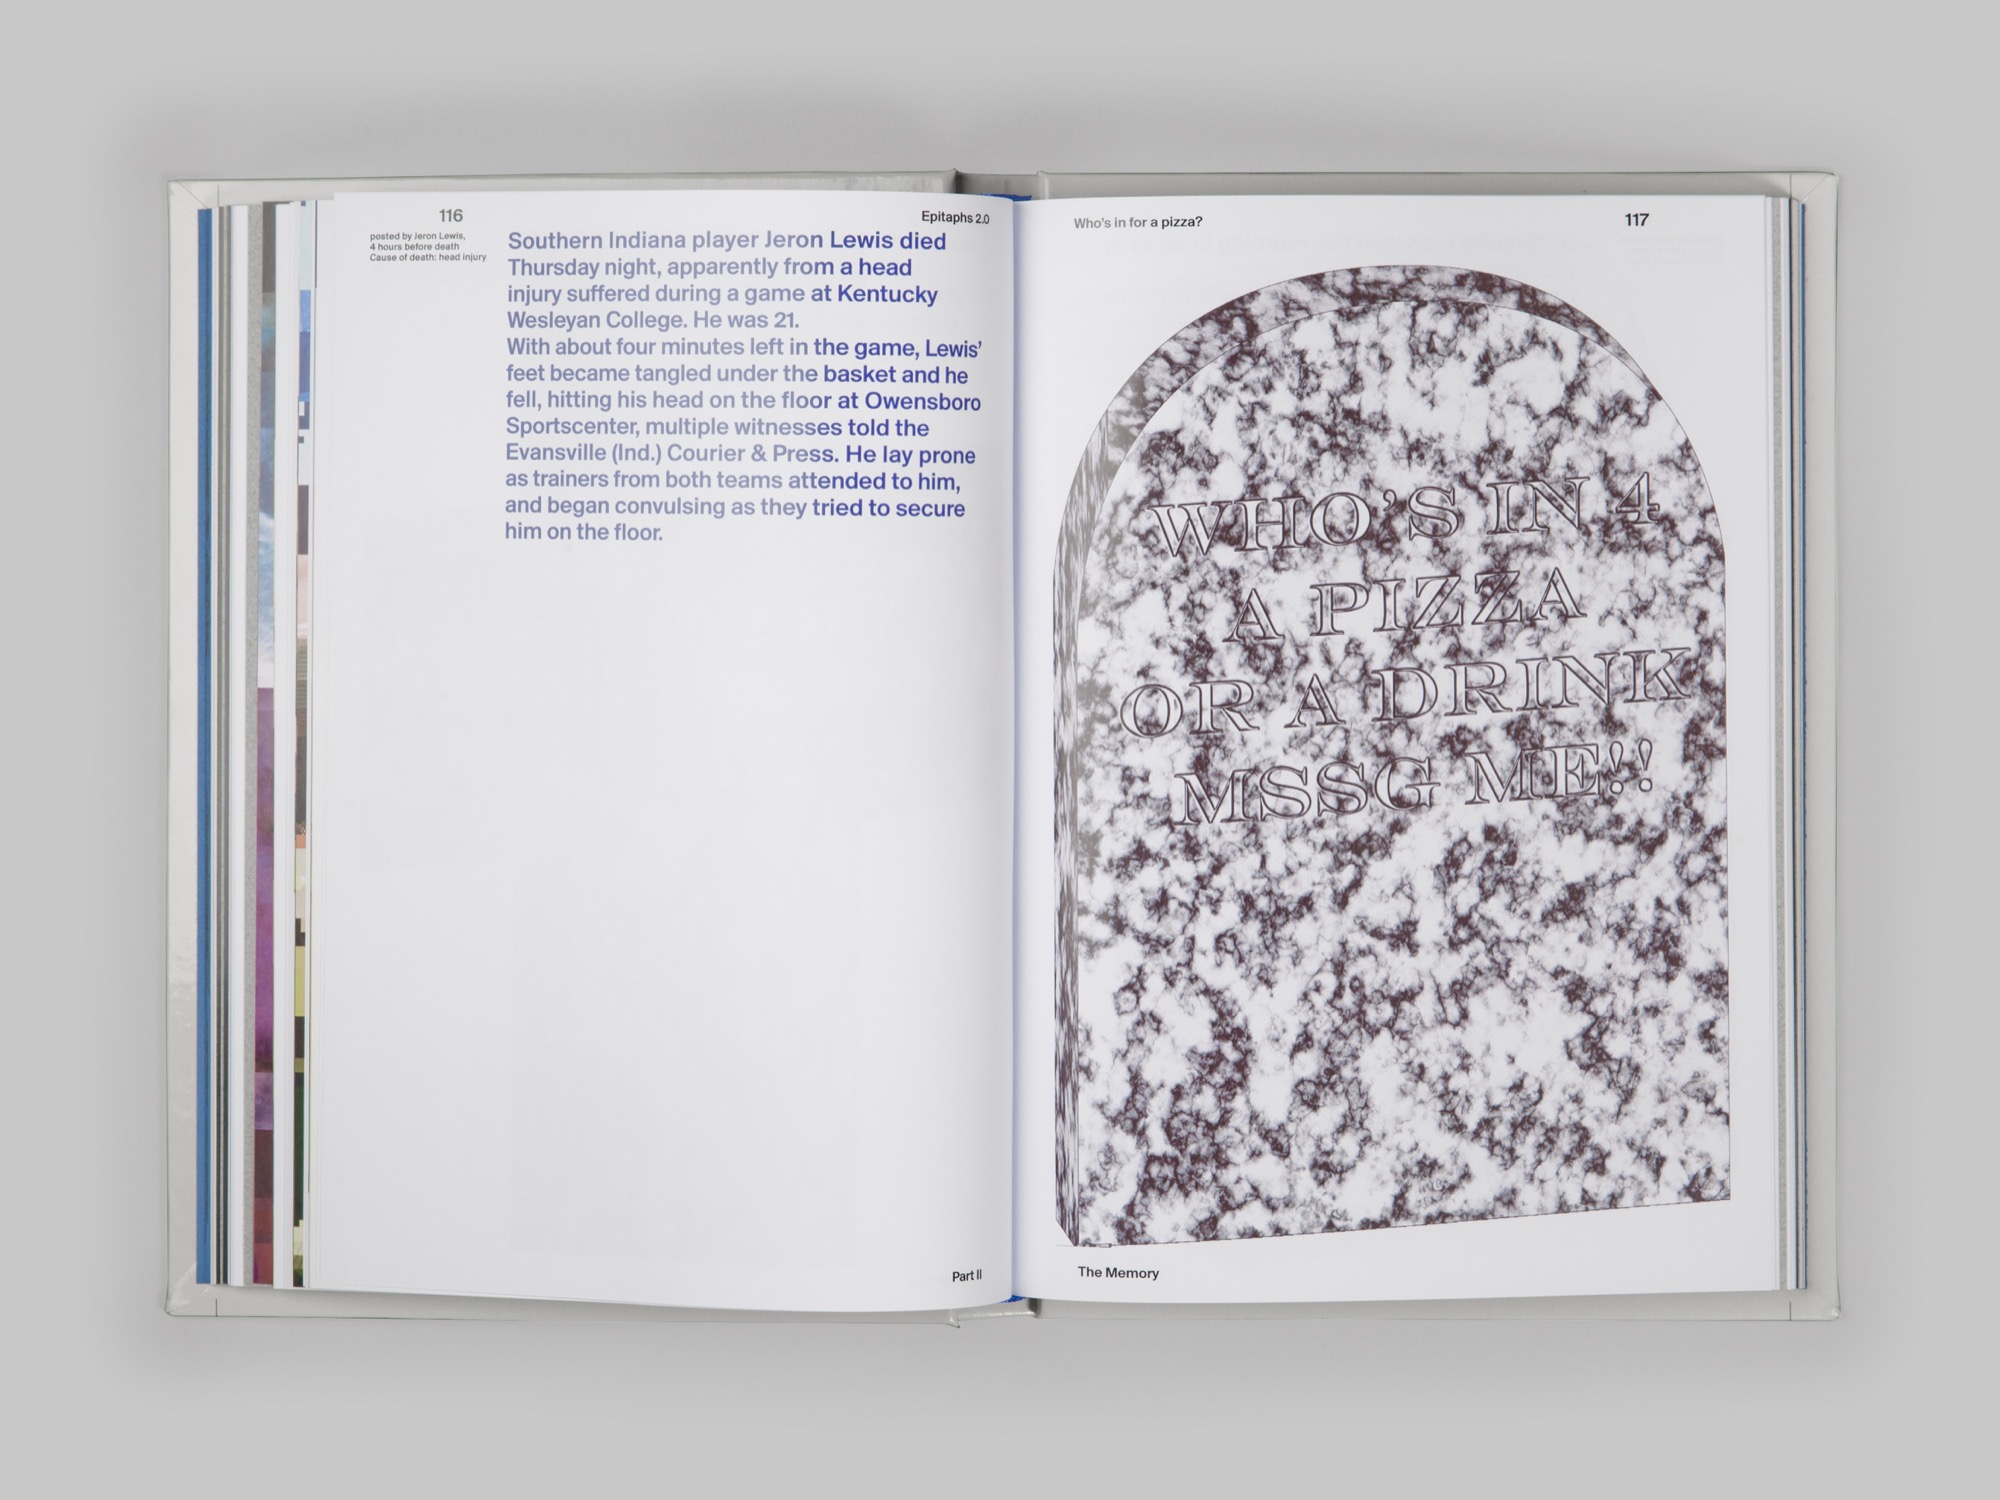 116
Epitaphs 2.0
posted by Jeron Lewis,
4 hours before death
Cause of death: head injury
Southern Indiana player Jeron Lewis died
Thursday night, apparently from a head
injury suffered during a game at Kentucky
Wesleyan College. He was 21.
With about four minutes left in the game, Lewis’
feet became tangled under the basket and he
fell, hitting his head on the floor at Owensboro
Sportscenter, multiple witnesses told the
Evansville (Ind.) Courier & Press. He lay prone
as trainers from both teams attended to him,
and began convulsing as they tried to secure
him on the floor.
Part II
Who’s in for a pizza?
117
WHO’S IN 4
A PIZZA
OR A DRINK
MSSG ME!!
The Memory